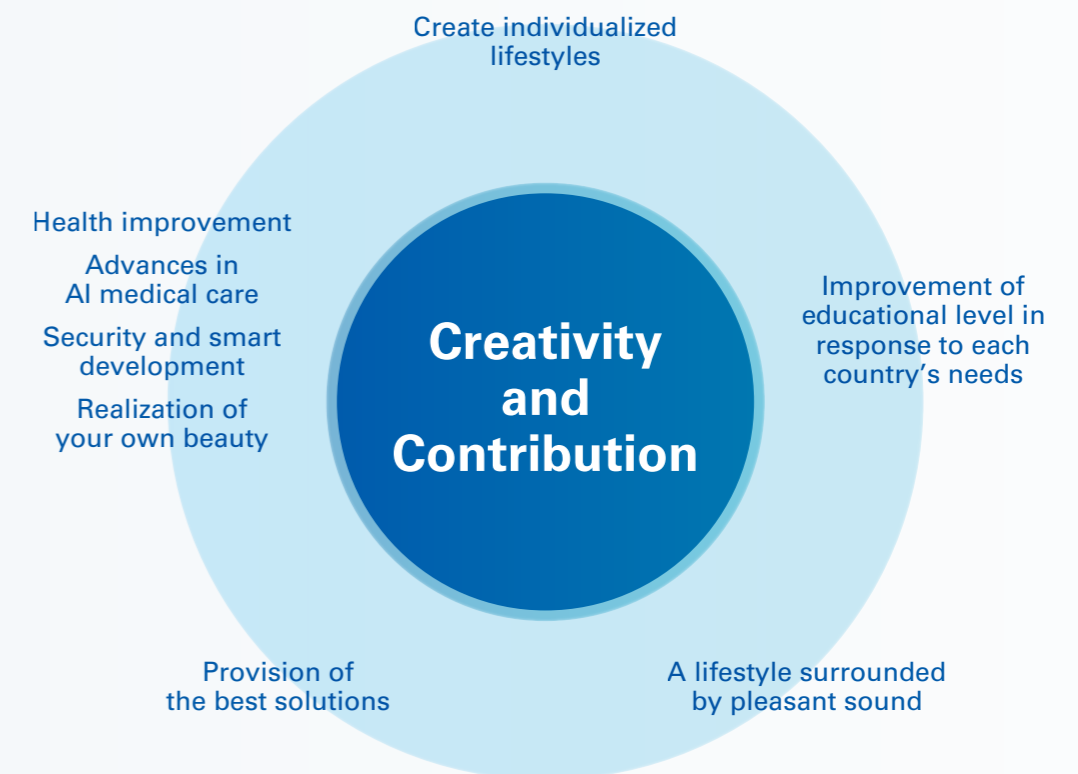 Create individualized
lifestyles
Health improvement
Advances in
AI medical care
Security and smart
development
Realization of
your own beauty
Improvement of
educational level in
response to each
country's needs
Creativity
and
Contribution
Provision of
the best solutions
A lifestyle surrounded
by pleasant sound